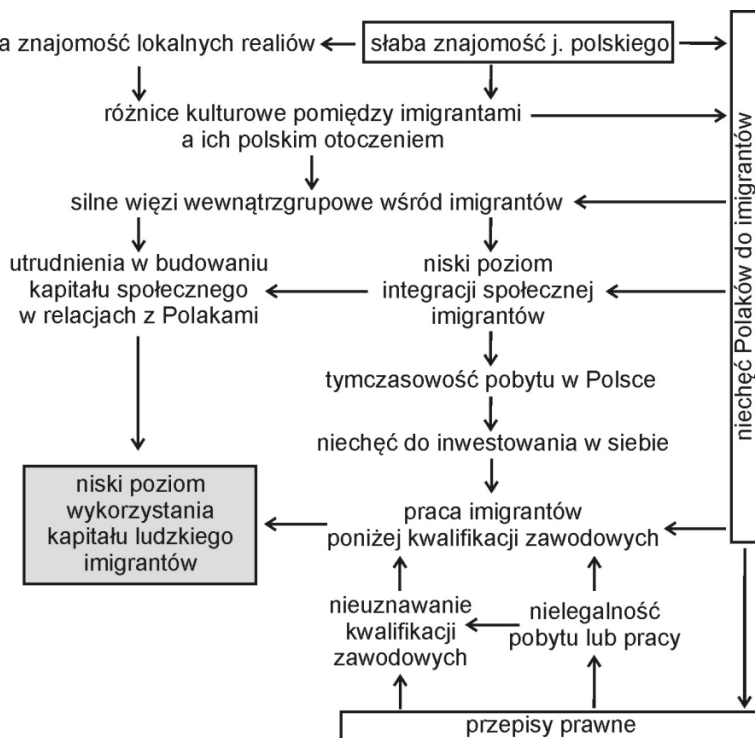 a znajomość lokalnych realiów
słaba znajomość j. polskiego
różnice kulturowe pomiędzy imigrantami
a ich polskim otoczeniem
silne więzi wewnątrzgrupowe wśród imigrantów
utrudnienia w budowaniu
kapitału społecznego
w relacjach z Polakami
niski poziom
integracji społecznej
imigrantów
tymczasowość pobytu w Polsce
niechęć do inwestowania w siebie
niski poziom
wykorzystania
kapitału ludzkiego
imigrantów
praca imigrantów
poniżej kwalifikacji zawodowych
nieuznawanie
kwalifikacji
zawodowych
nielegalność
pobytu lub pracy
przepisy prawne
niechęć Polaków do imigrantów